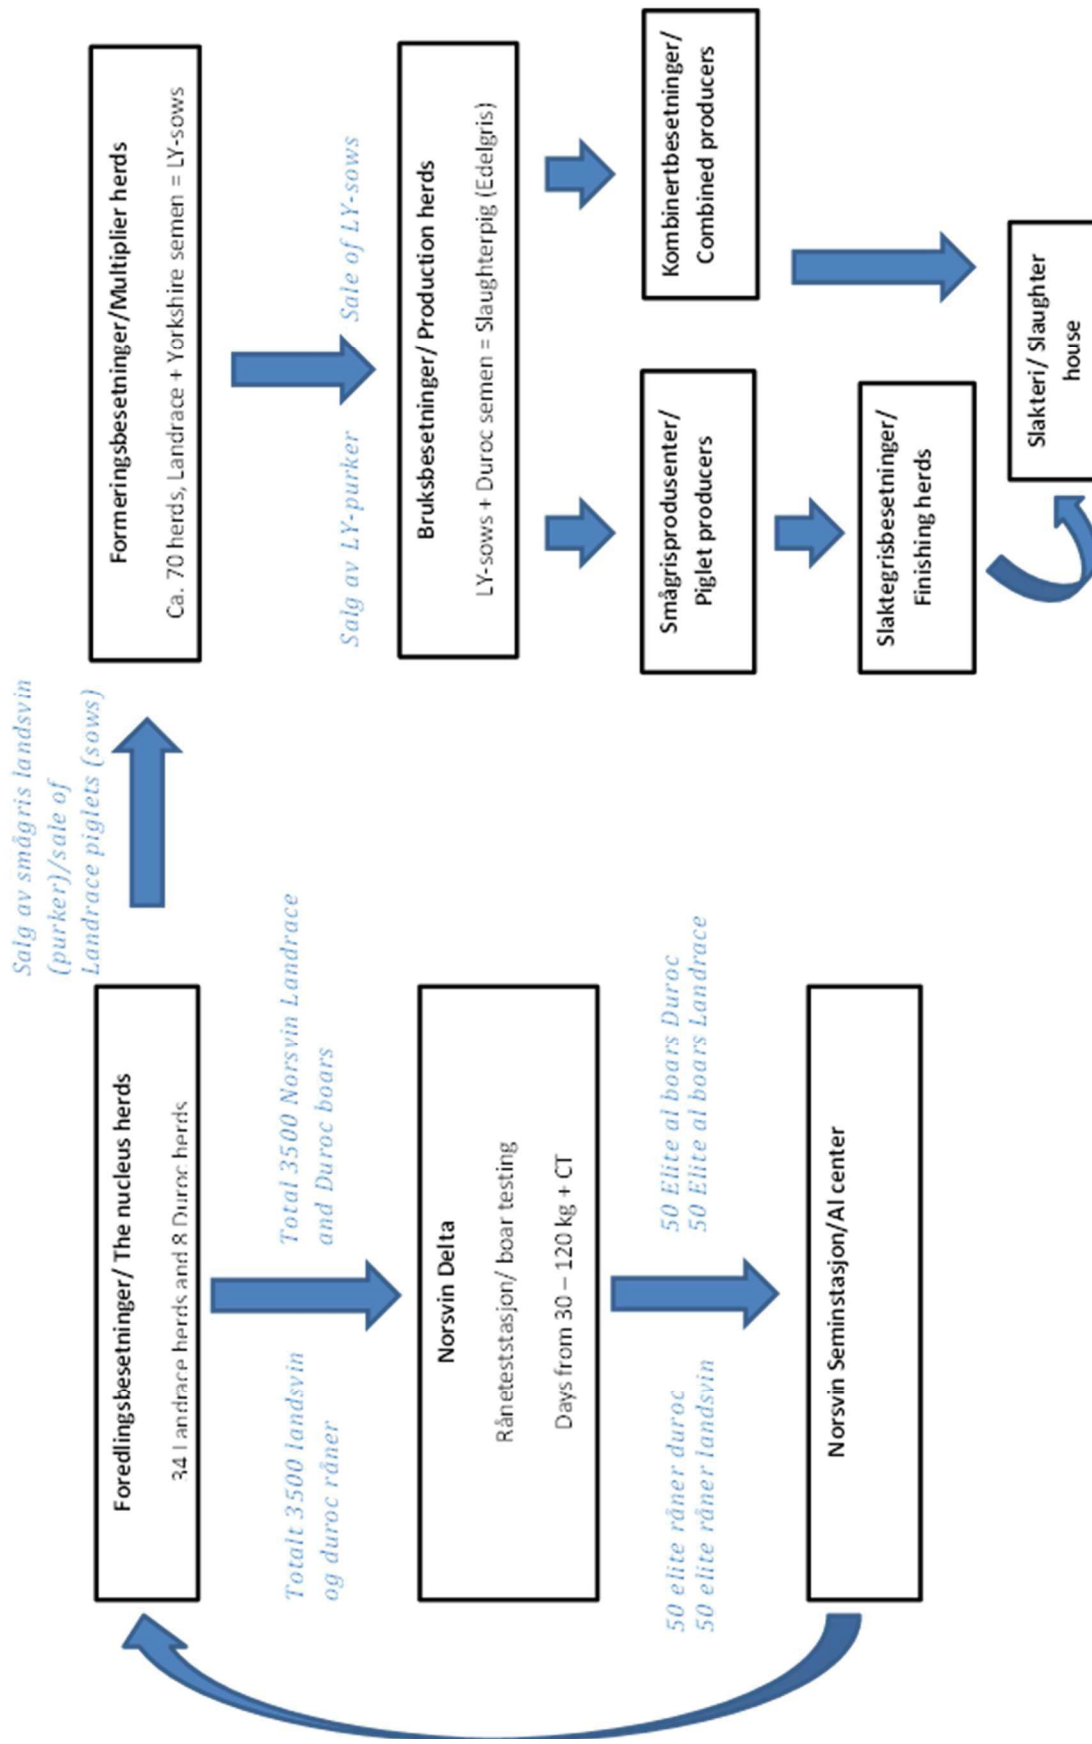 Foredlingsbesetninger/ The nucleus herds
34 Landrace herds and 8 Duroc herds
Salg av smågris landsvin
(purker)/sale of
Landrace piglets (sows)
Formeringsbesetninger/Multiplier herds
Ca. 70 herds, Landrace + Yorkshire semen = LY-sows
Totalt 3500 landsvin
og duroc råner
Total 3500 Norsvin Landrace
and Duroc boars
Salg av LY-purker
Sale of LY-sows
Norsvin Delta
Råneteststasjon/ boar testing
Days from 30 – 120 kg + CT
Bruksbesetninger/ Production herds
LY-sows + Duroc semen = Slaughterpig (Edelgris)
50 elite råner duroc
50 elite råner landsvin
50 Elite al boars Duroc
50 Elite al boars Landrace
Smågrisprodusenter/
Piglet producers
Kombinertbesetninger/
Combined producers
Norsvin Seminstasjon/AI center
Slaktegrisbesetninger/
Finishing herds
Slakteri/ Slaughter
house